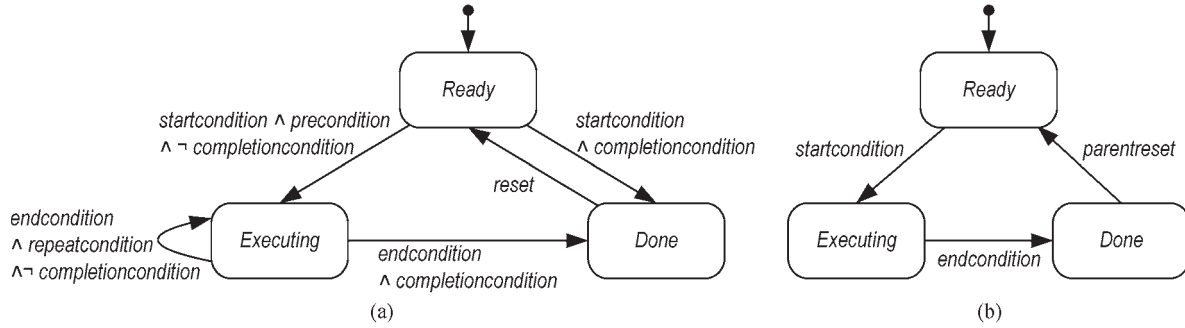 Ready
startcondition ∧ precondition
∧ ¬ completioncondition
startcondition
∧ completioncondition
reset
endcondition
∧ repeatcondition
∧¬ completioncondition
Executing
Done
endcondition
∧ completioncondition
(a)
Ready
startcondition
parentreset
Executing
Done
endcondition
(b)